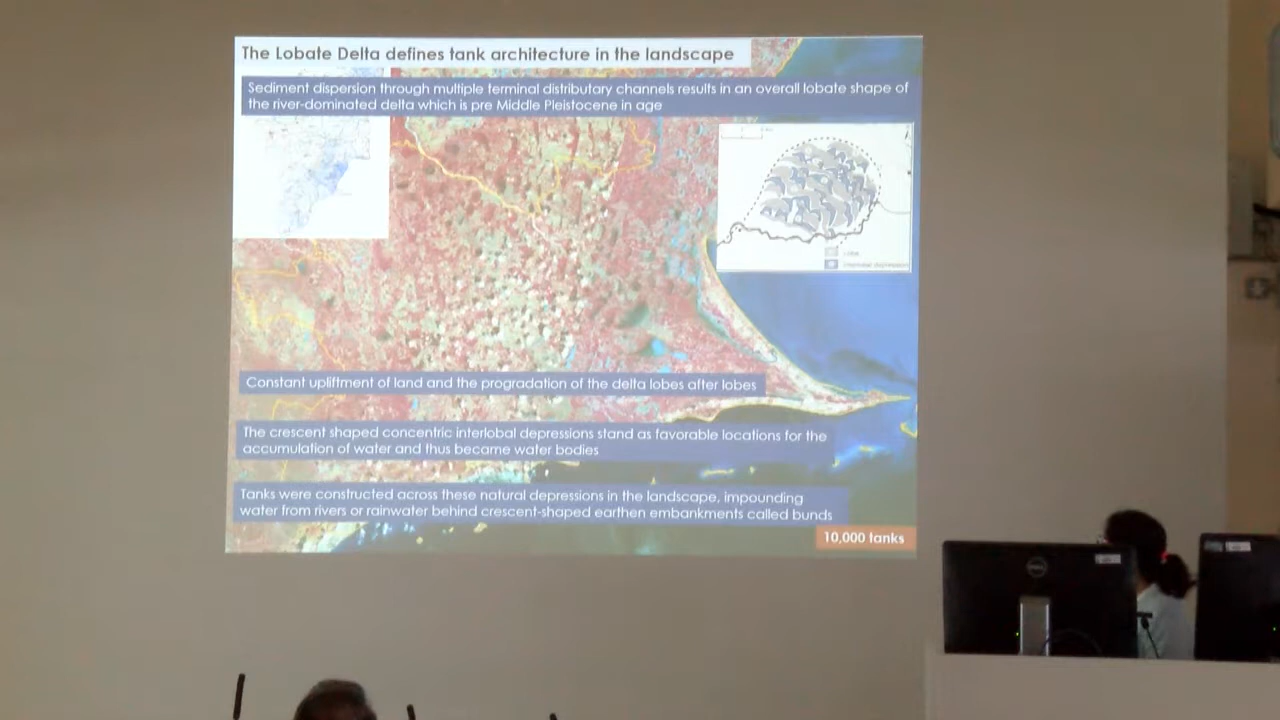 The Lobate Delta defines tank architecture in the landscape
Sediment dispersion through multiple terminal distributary channels results in an overall lobate shape of
the river-dominated delta which is pre Middle Pleistocene in age
Constant upliftment of land and the progradation of the delta lobes after lobes
The crescent shaped concentric interlobal depressions stand as favorable locations for the
accumulation of water and thus became water bodies
Tanks were constructed across these natural depressions in the landscape, impounding
water from rivers or rainwater behind crescent-shaped earthen embankments called bunds
10,000 tanks
DELL